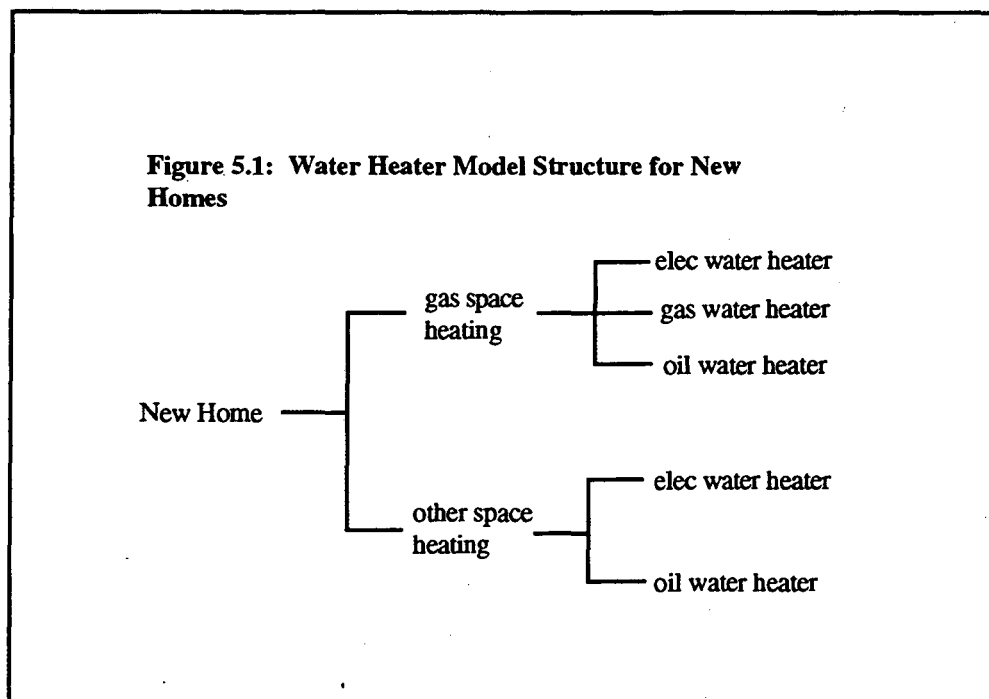 Figure 5.1: Water Heater Model Structure for New
Homes
elec water heater
gas space
heating
gas water heater
oil water heater
New Home
elec water heater
other space
heating
oil water heater